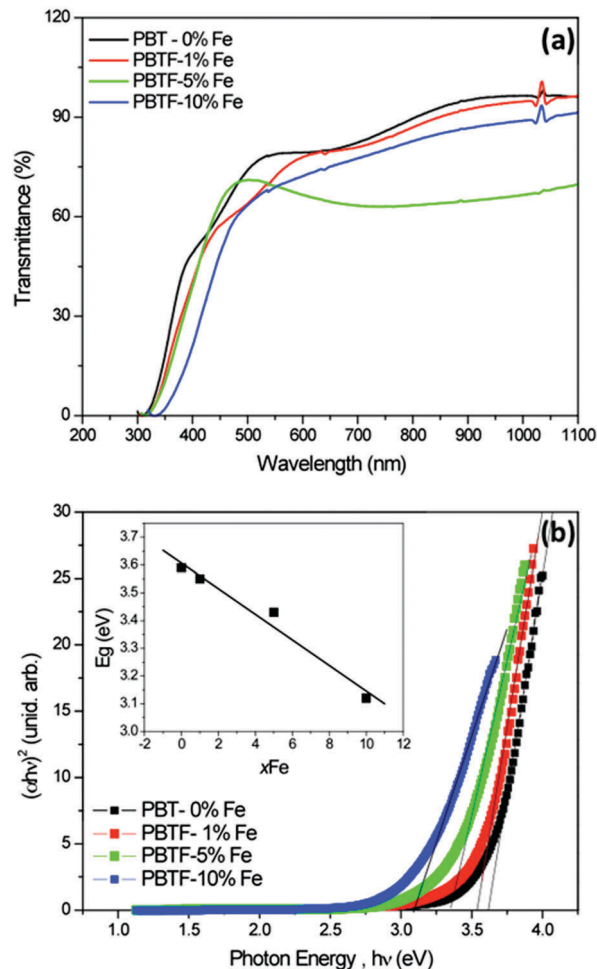 (a)
PBT - 0% Fe
PBTF-1% Fe
PBTF-5% Fe
PBTF-10% Fe
120
90
60
30
0
Transmittance (%)
200 300 400 500 600 700 800 900 1000 1100
Wavelength (nm)
(b)
30
25
20
15
10
5
0
(αhν)² (unid. arb.)
3.7
3.6
3.5
3.4
3.3
3.2
3.1
3.0
Eg (eV)
-2 0 2 4 6 8 10 12
xFe
PBT- 0% Fe
PBTF- 1% Fe
PBTF-5% Fe
PBTF-10% Fe
1.0 1.5 2.0 2.5 3.0 3.5 4.0
Photon Energy , hν (eV)